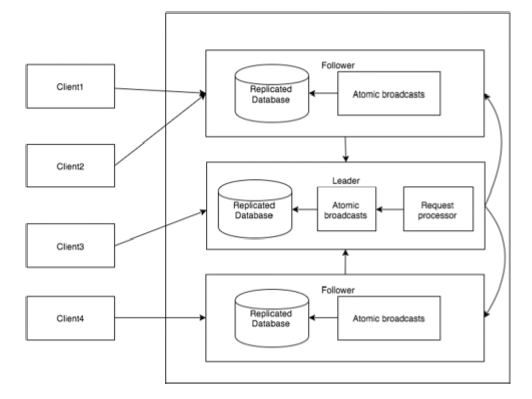 Client1
Client2
Client3
Client4
Follower
Replicated
Database
Atomic broadcasts
Leader
Replicated
Database
Atomic
broadcasts
Request
processor
Follower
Replicated
Database
Atomic broadcasts